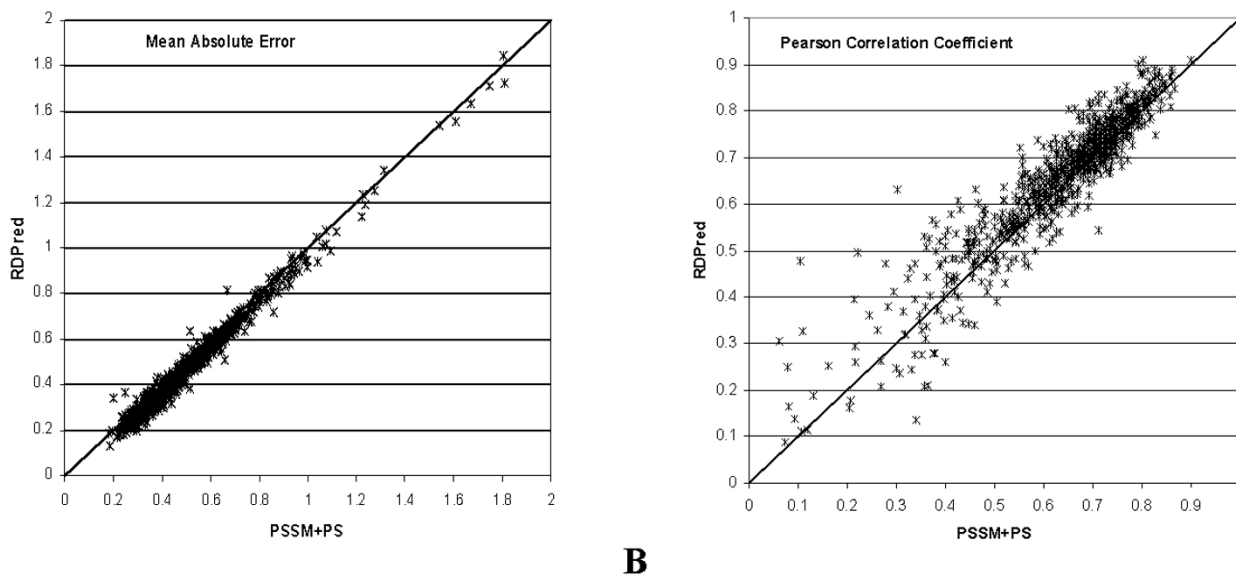 Mean Absolute Error
2
1.8
1.6
1.4
1.2
1
0.8
0.6
0.4
0.2
0
RDPred
0 0.2 0.4 0.6 0.8 1 1.2 1.4 1.6 1.8 2
PSSM+PS
Pearson Correlation Coefficient
1
0.9
0.8
0.7
0.6
0.5
0.4
0.3
0.2
0.1
0
RDPred
0 0.1 0.2 0.3 0.4 0.5 0.6 0.7 0.8 0.9
PSSM+PS
B